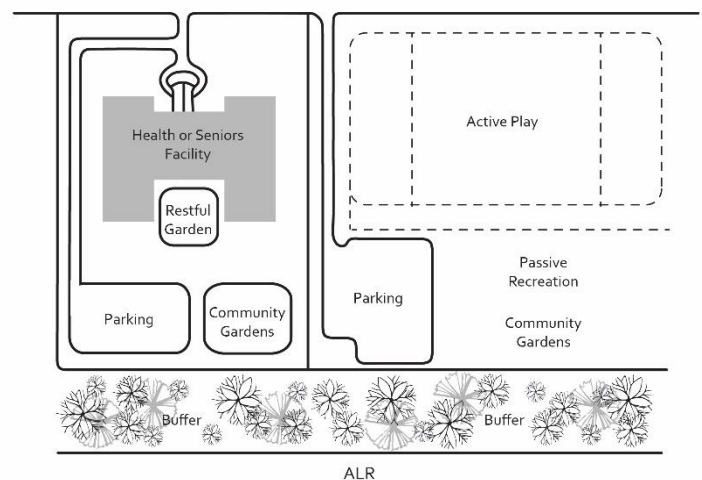 Health or Seniors
Facility
Restful
Garden
Parking
Community
Gardens
Active Play
Parking
Passive
Recreation
Community
Gardens
Buffer
Buffer
ALR